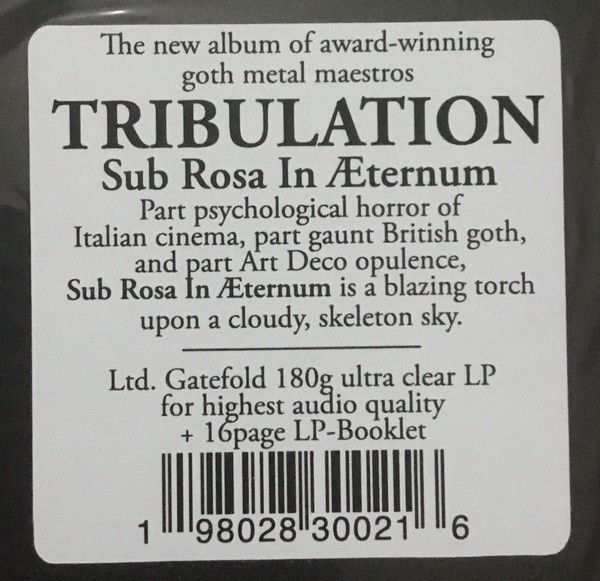 The new album of award-winning
goth metal maestros
TRIBULATION
Sub Rosa In Æternum
Part psychological horror of
Italian cinema, part gaunt British goth,
and part Art Deco opulence,
Sub Rosa In Æternum is a blazing torch
upon a cloudy, skeleton sky.
Ltd. Gatefold 180g ultra clear LP
for highest audio quality
+ 16page LP-Booklet
1 98028 30021 6